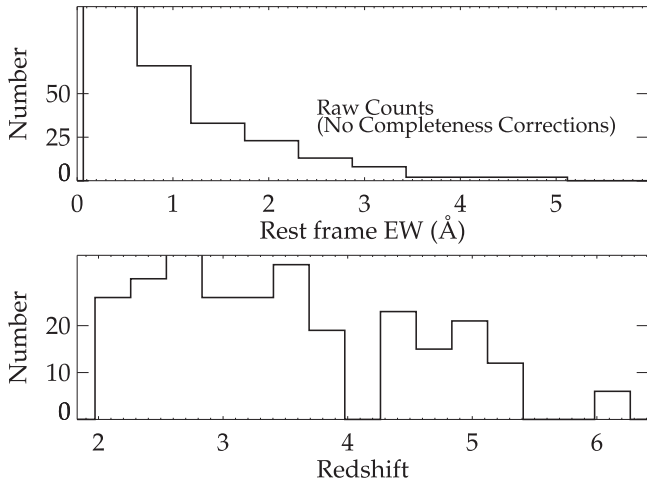 Number
50
25
0
Raw Counts
(No Completeness Corrections)
0 1 2 3 4 5
Rest frame EW (Å)
Number
20
10
0
2 3 4 5 6
Redshift